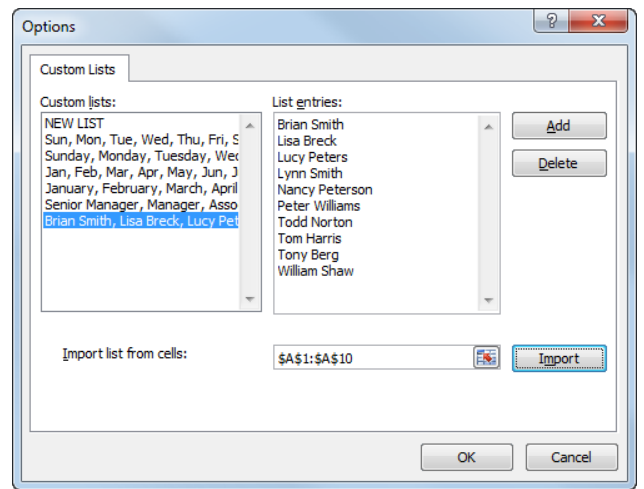 Options
Custom Lists
Custom lists:
NEW LIST
Sun, Mon, Tue, Wed, Thu, Fri, S
Sunday, Monday, Tuesday, Wed
Jan, Feb, Mar, Apr, May, Jun, J
January, February, March, April
Senior Manager, Manager, Asso
Brian Smith, Lisa Breck, Lucy Pet
List entries:
Brian Smith
Lisa Breck
Lucy Peters
Lynn Smith
Nancy Peterson
Peter Williams
Todd Norton
Tom Harris
Tony Berg
William Shaw
Add
Delete
Import list from cells:
$A$1:$A$10
Import
OK
Cancel